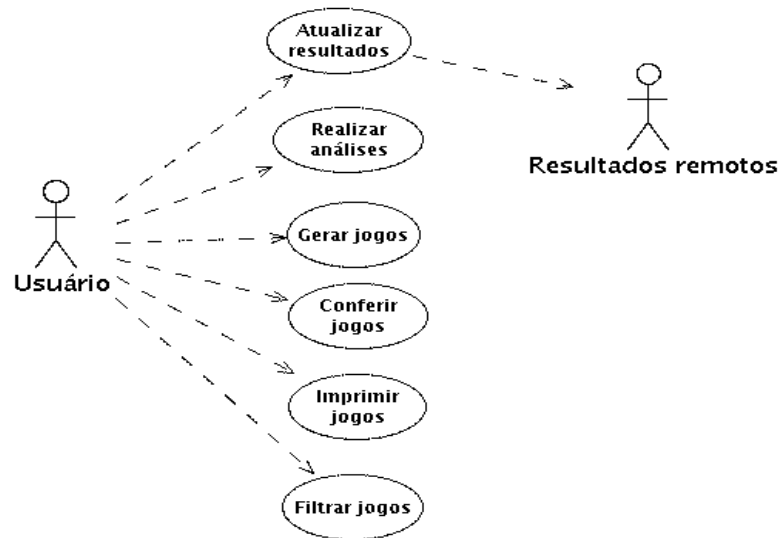 Atualizar
resultados
Realizar
análises
Resultados remotos
Gerar jogos
Usuário
Conferir
jogos
Imprimir
jogos
Filtrar jogos